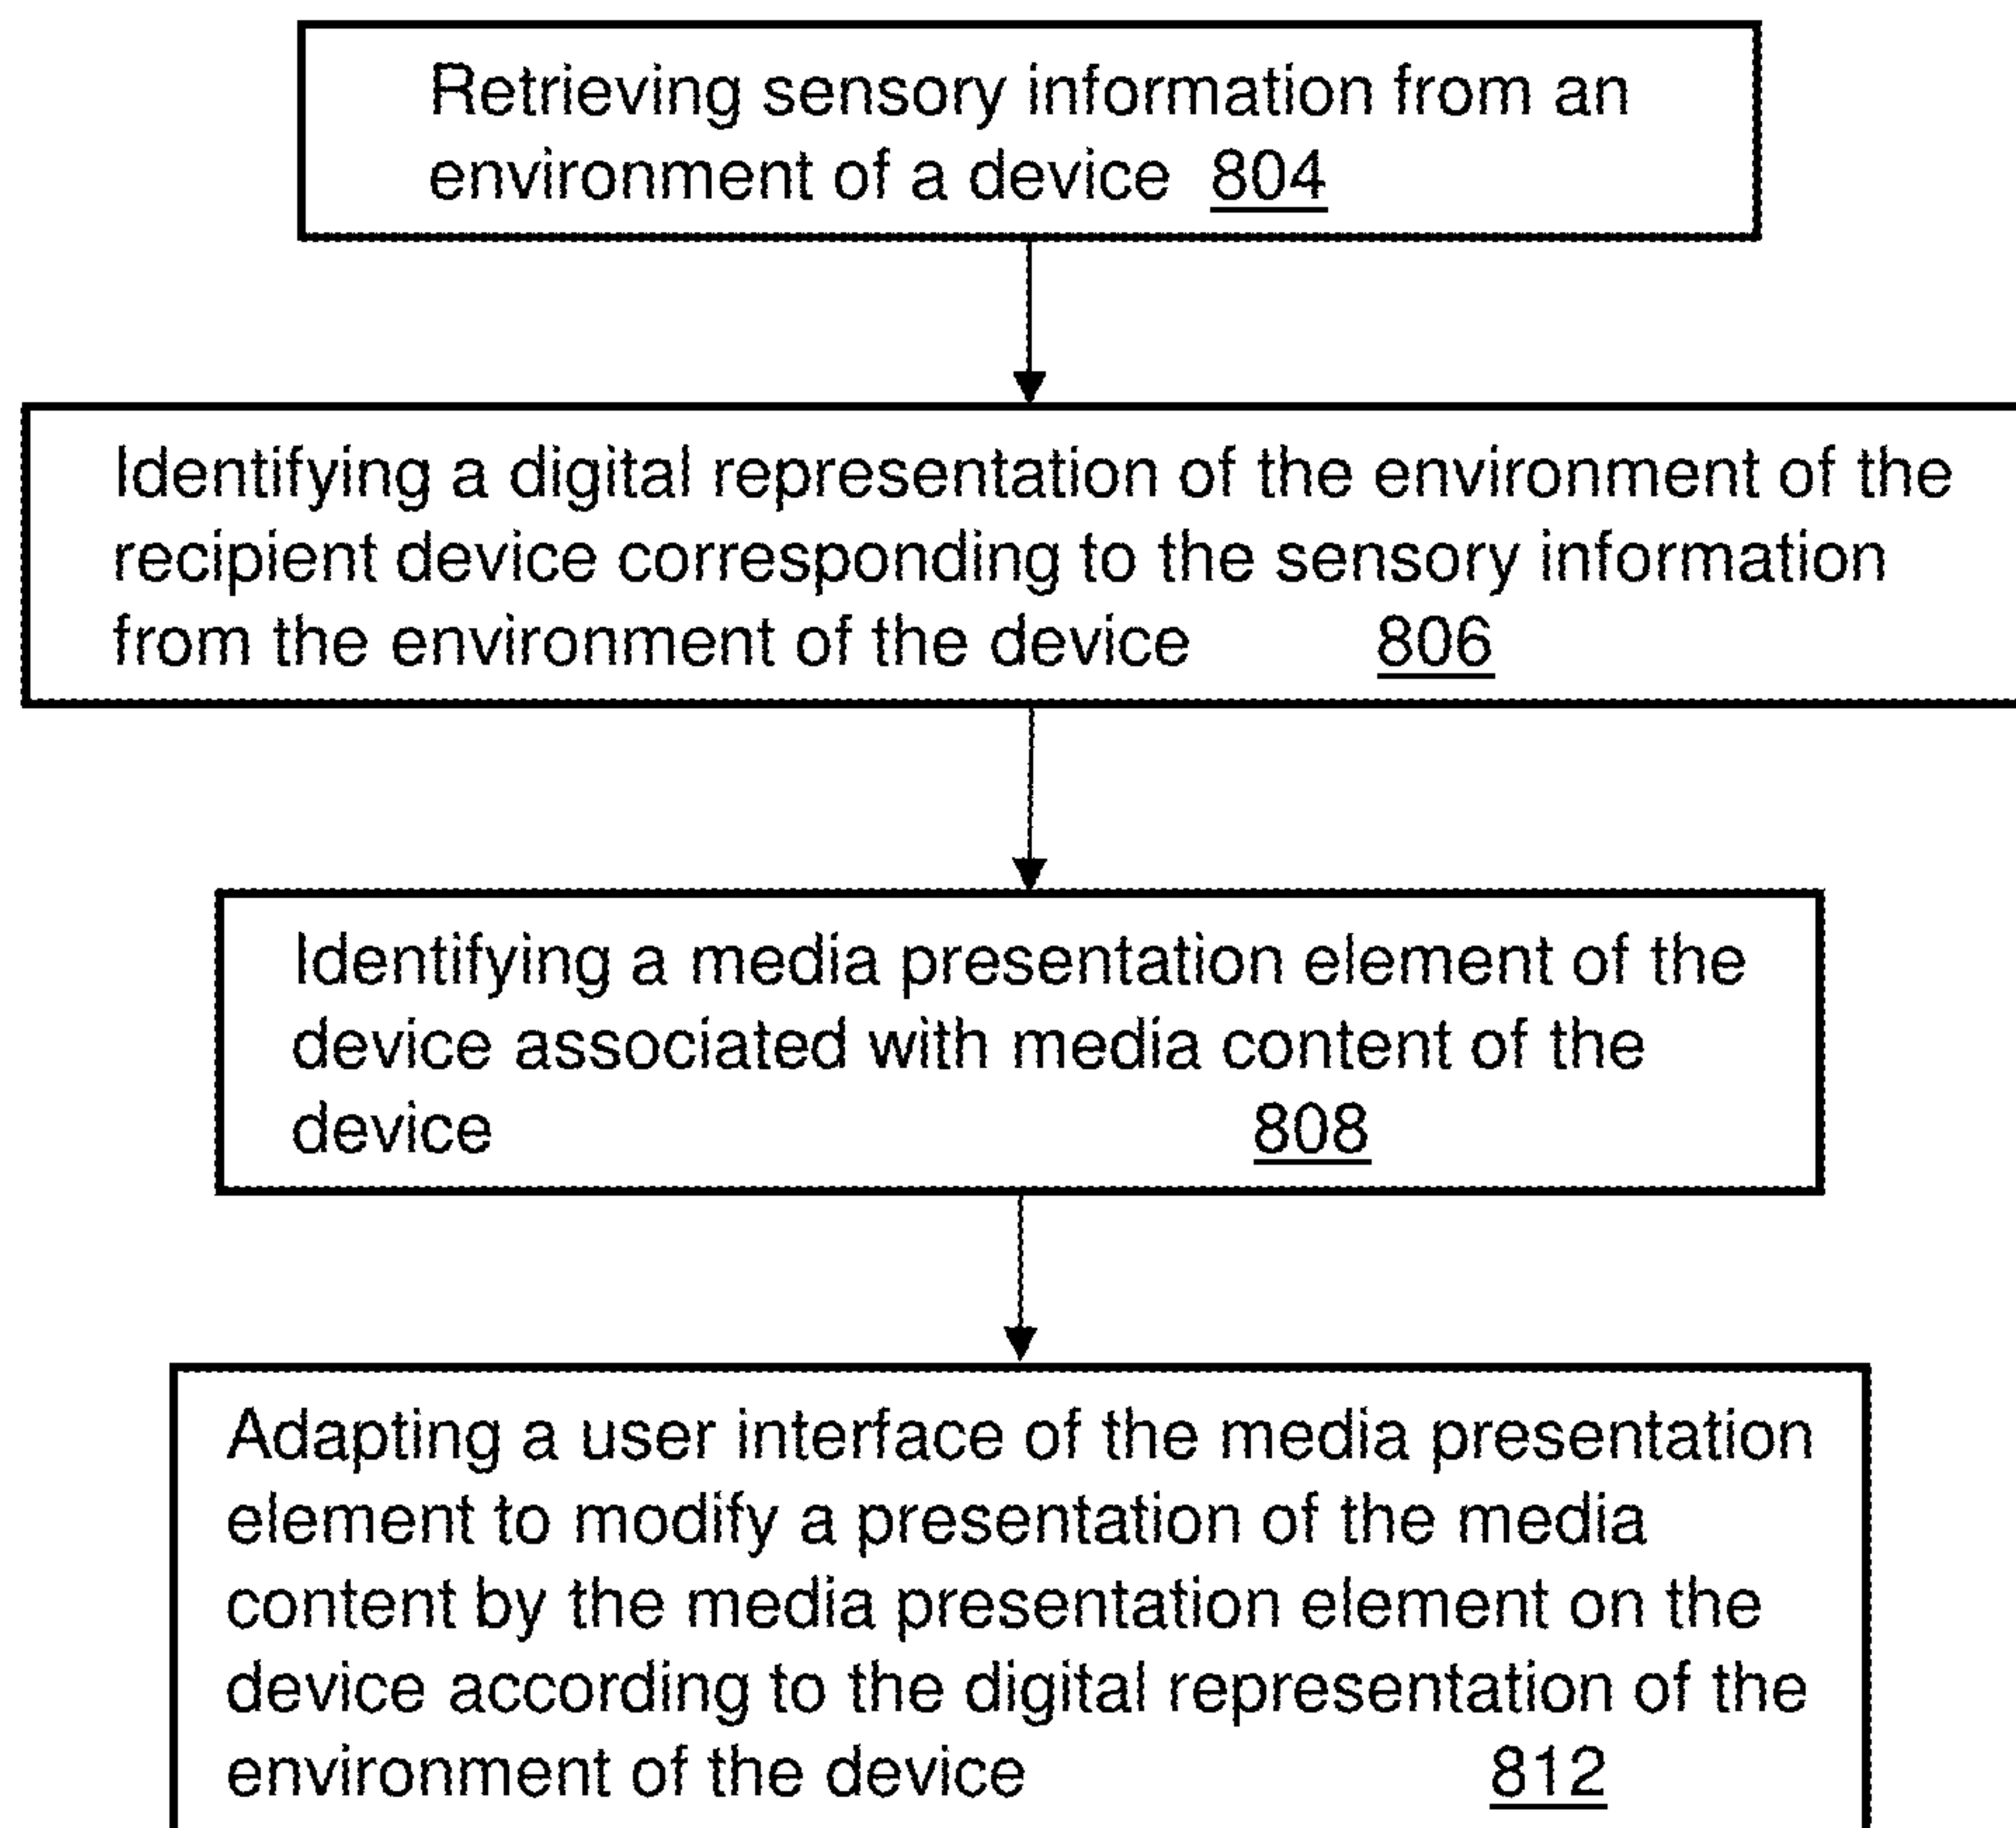 Retrieving sensory information from an
environment of a device 804
Identifying a digital representation of the environment of the
recipient device corresponding to the sensory information
from the environment of the device 806
Identifying a media presentation element of the
device associated with media content of the
device 808
Adapting a user interface of the media presentation
element to modify a presentation of the media
content by the media presentation element on the
device according to the digital representation of the
environment of the device 812